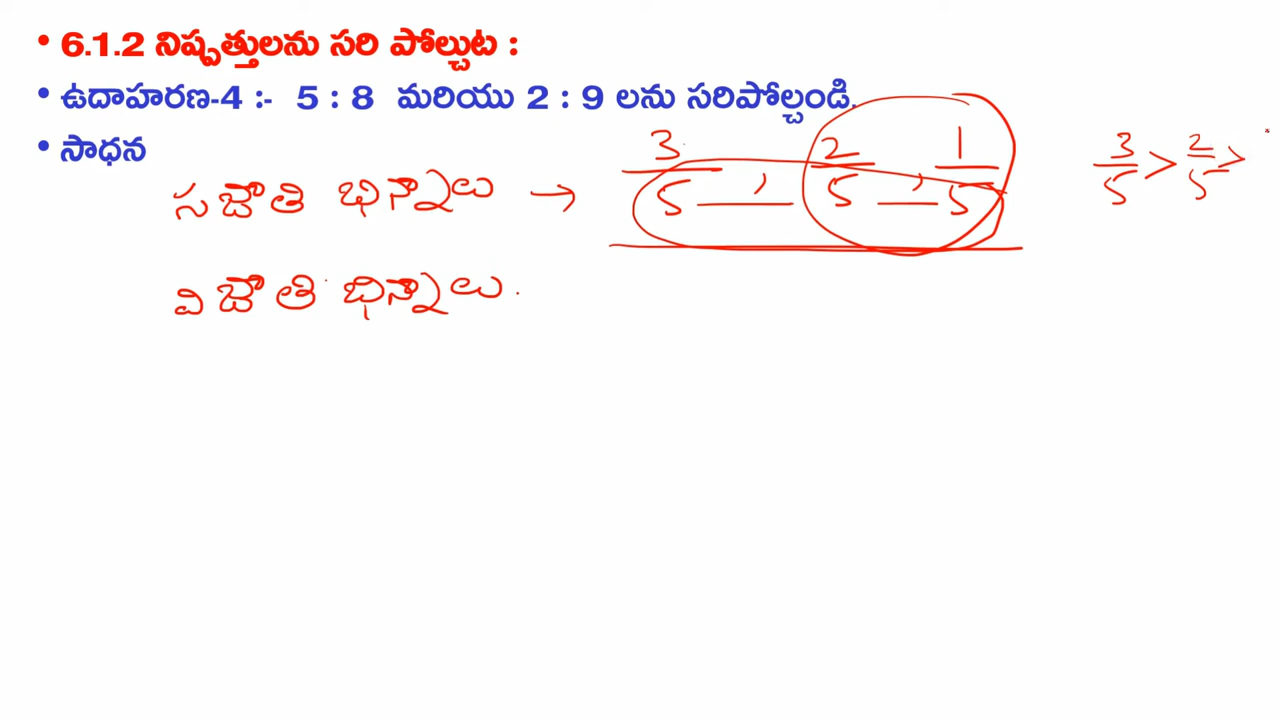 • 6.1.2 నిష్పత్తులను సరి పోల్చుట :
• ఉదాహరణ-4 :- 5 : 8 మరియు 2 : 9 లను సరిపోల్చండి.
• సాధన
సజాతి భిన్నాలు → 3/5 , 2/5 , 1/5
3/5 > 2/5 >
విజాతి భిన్నాలు.